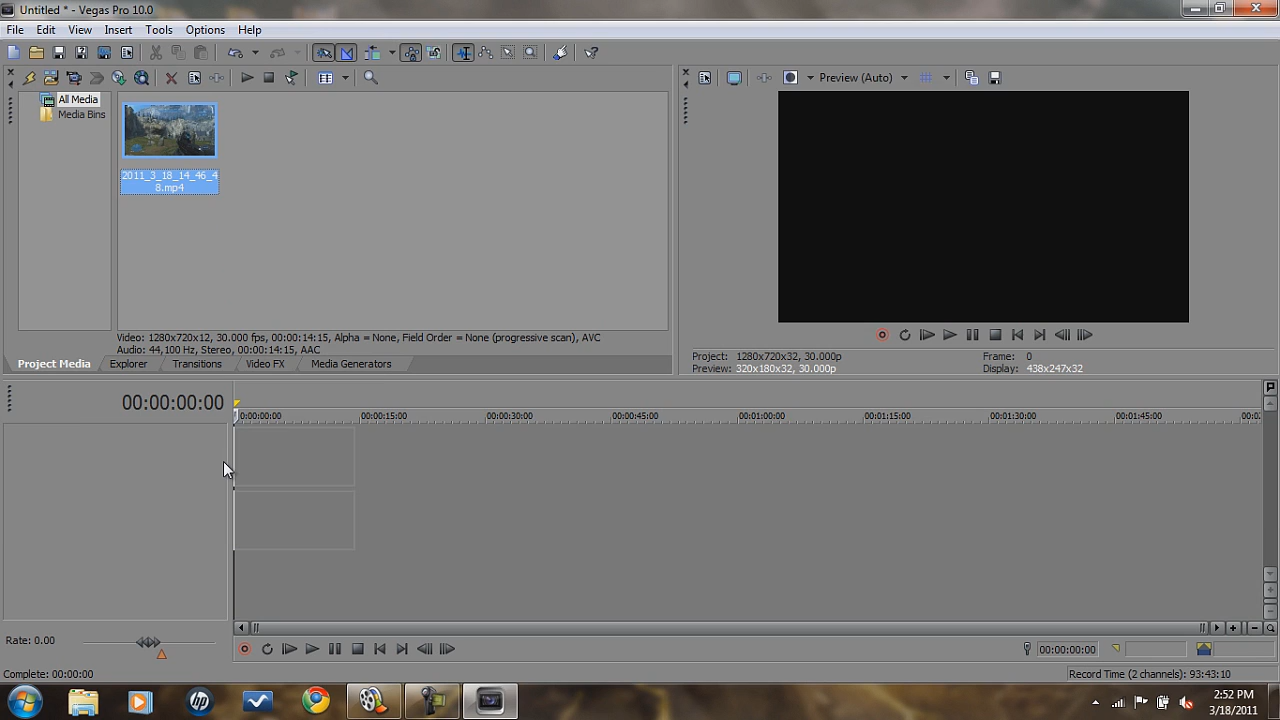 Untitled * - Vegas Pro 10.0
File Edit View Insert Tools Options Help
Preview (Auto)
All Media
Media Bins
2011_3_18_14_46_4
8.mp4
Video: 1280x720x12, 30.000 fps, 00:00:14:15, Alpha = None, Field Order = None (progressive scan), AVC
Audio: 44,100 Hz, Stereo, 00:00:14:15, AAC
Project Media Explorer Transitions Video FX Media Generators
Project: 1280x720x32, 30.000p Frame: 0
Preview: 320x180x32, 30.000p Display: 438x247x32
00:00:00:00
0:00:00:00 00:00:15:00 00:00:30:00 00:00:45:00 00:01:00:00 00:01:15:00 00:01:30:00 00:01:45:00 00:0
Rate: 0.00
00:00:00:00
Complete: 00:00:00
Record Time (2 channels): 93:43:10
hp
2:52 PM
3/18/2011